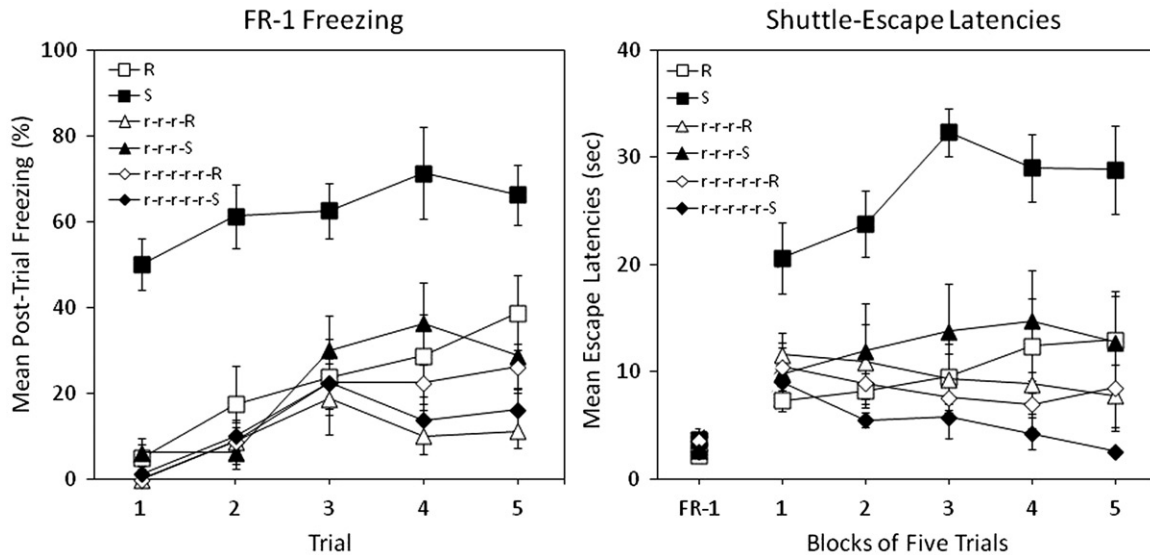 FR-1 Freezing
100
80
60
40
20
0
Mean Post-Trial Freezing (%)
R
S
r-r-r-R
r-r-r-S
r-r-r-r-r-R
r-r-r-r-r-S
1 2 3 4 5
Trial
Shuttle-Escape Latencies
40
30
20
10
0
Mean Escape Latencies (sec)
R
S
r-r-r-R
r-r-r-S
r-r-r-r-r-R
r-r-r-r-r-S
FR-1 1 2 3 4 5
Blocks of Five Trials